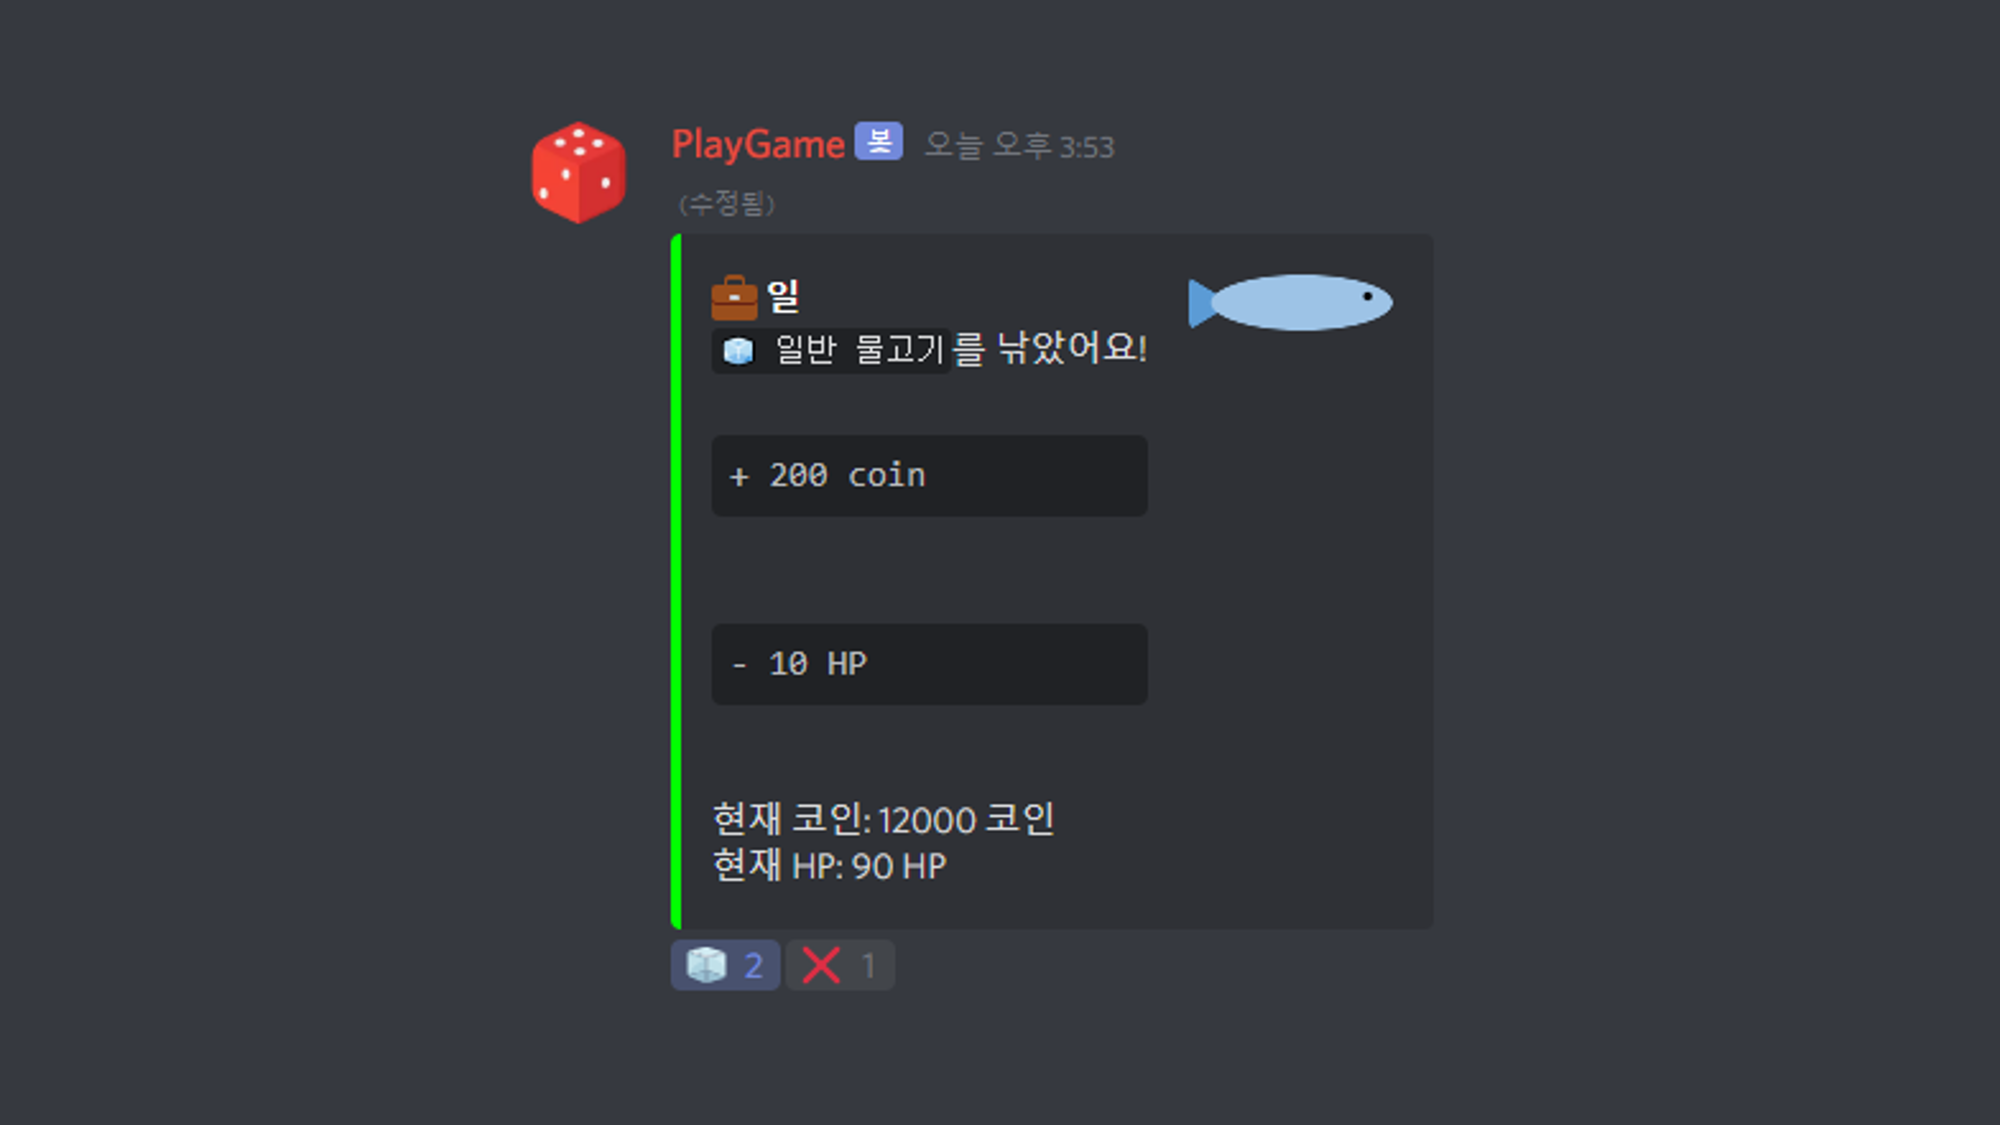 PlayGame 봇 오늘 오후 3:53
(수정됨)
일
일반 물고기를 낚았어요!
+ 200 coin
- 10 HP
현재 코인: 12000 코인
현재 HP: 90 HP
2 1